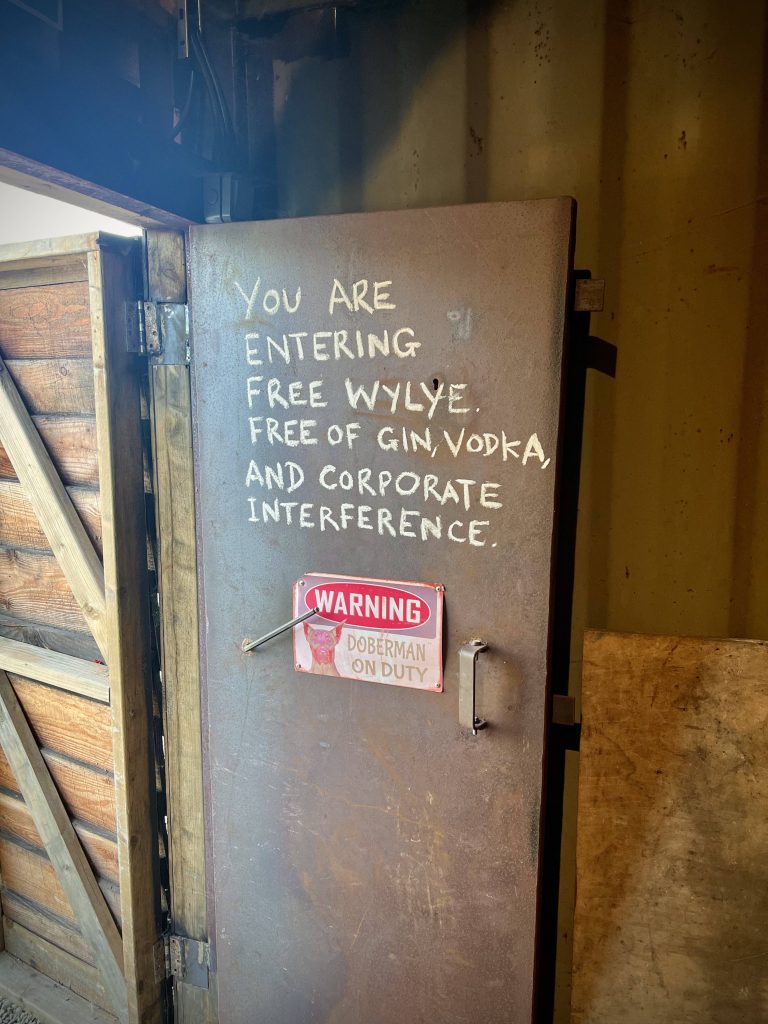 YOU ARE
ENTERING
FREE WYLYE.
FREE OF GIN, VODKA,
AND CORPORATE
INTERFERENCE.
WARNING
DOBERMAN
ON DUTY